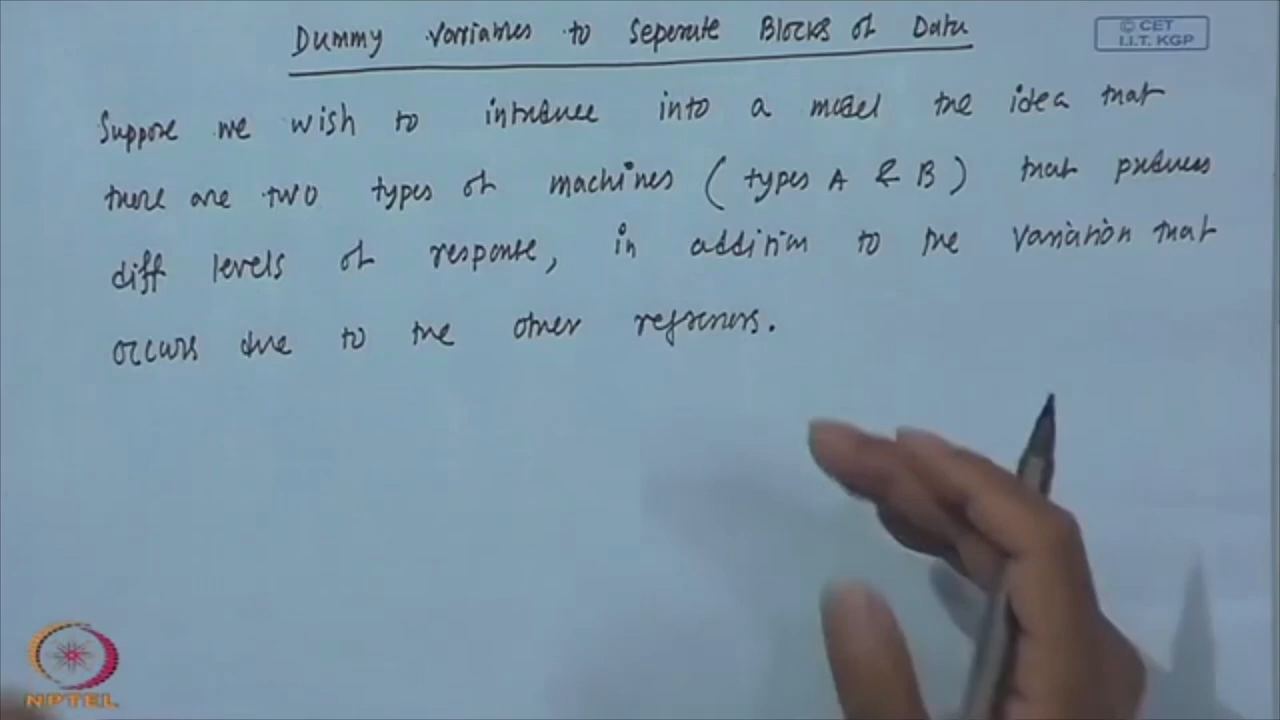 Dummy Variables to Seperate Blocks of Data
© CET
I.I.T. KGP
Suppose we wish to introduce into a model the idea that
there are two types of machines ( types A & B ) that produces
diff levels of response, in addition to the variation that
occurs due to the other regressors.
NPTEL